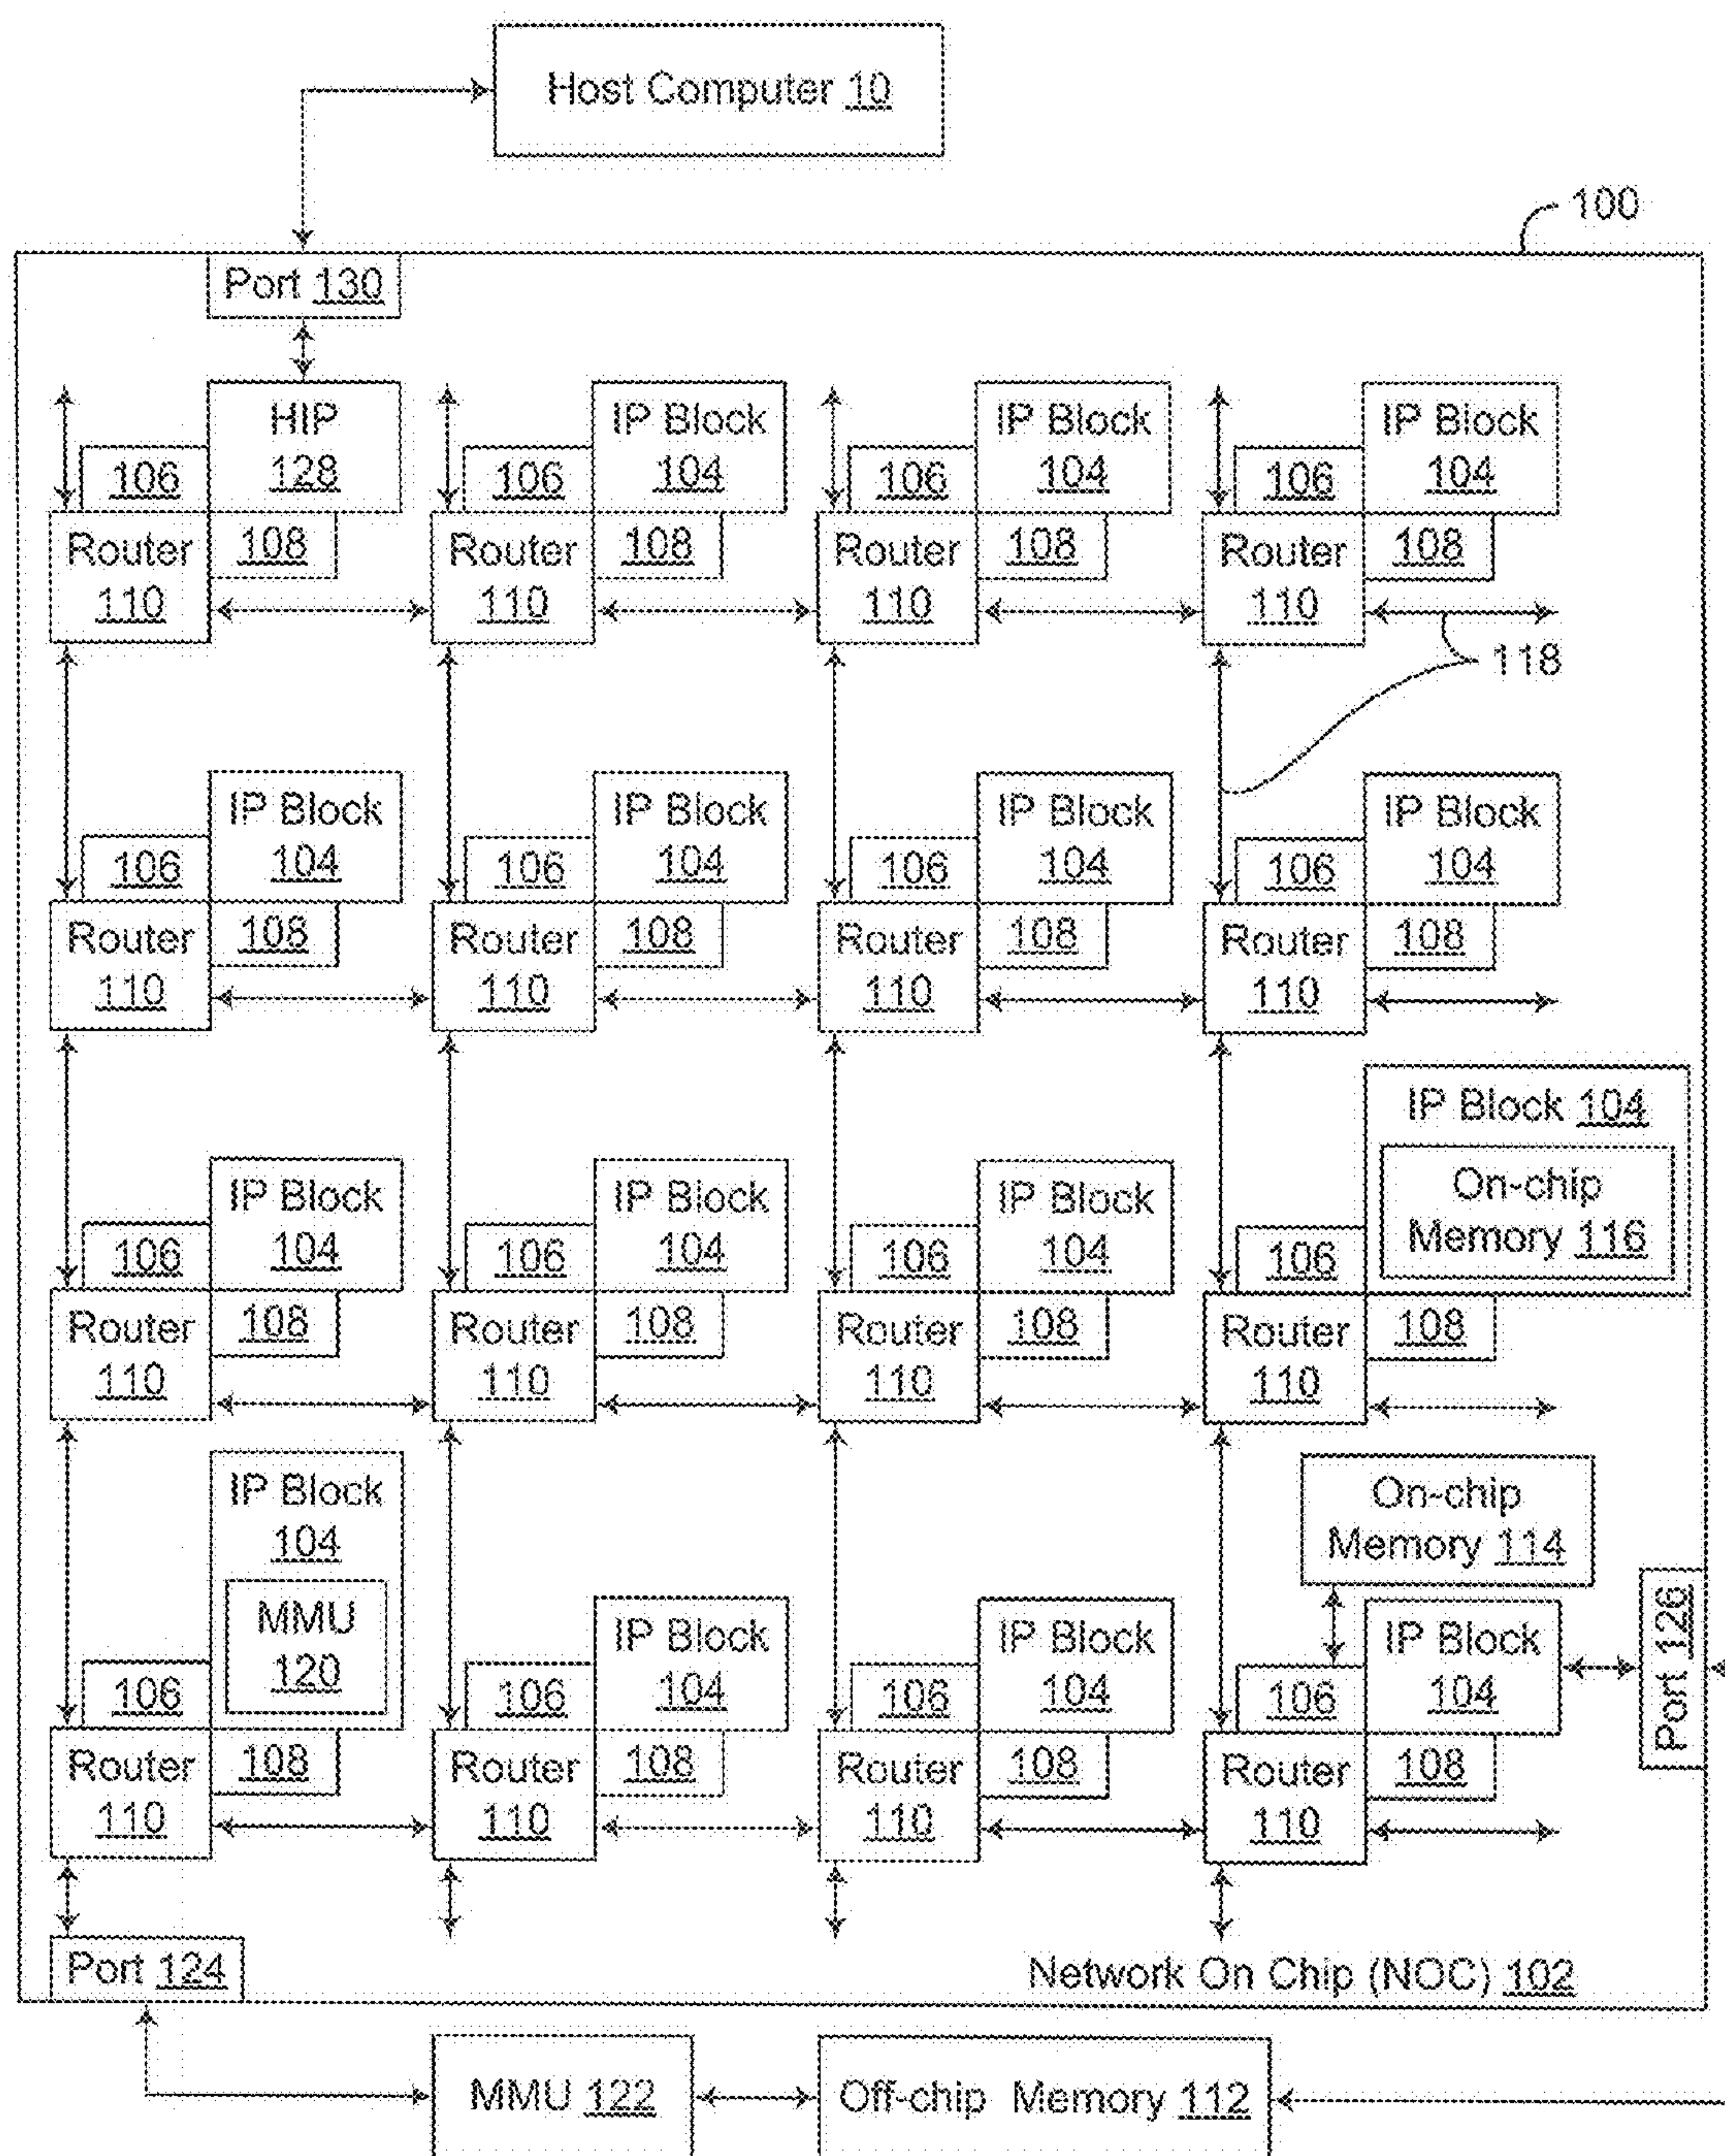 Host Computer 10
100
Port 130
HIP
128
106
108
Router
110
IP Block
104
106
108
Router
110
IP Block
104
106
108
Router
110
IP Block
104
106
108
Router
110
118
IP Block
104
106
108
Router
110
IP Block
104
106
108
Router
110
IP Block
104
106
108
Router
110
IP Block
104
106
108
Router
110
IP Block
104
106
108
Router
110
IP Block
104
106
108
Router
110
IP Block
104
106
108
Router
110
IP Block 104
On-chip
Memory 116
106
108
Router
110
IP Block
104
MMU
120
106
108
Router
110
IP Block
104
106
108
Router
110
IP Block
104
106
108
Router
110
On-chip
Memory 114
IP Block
104
106
108
Router
110
Port 126
Port 124
Network On Chip (NOC) 102
MMU 122
Off-chip Memory 112